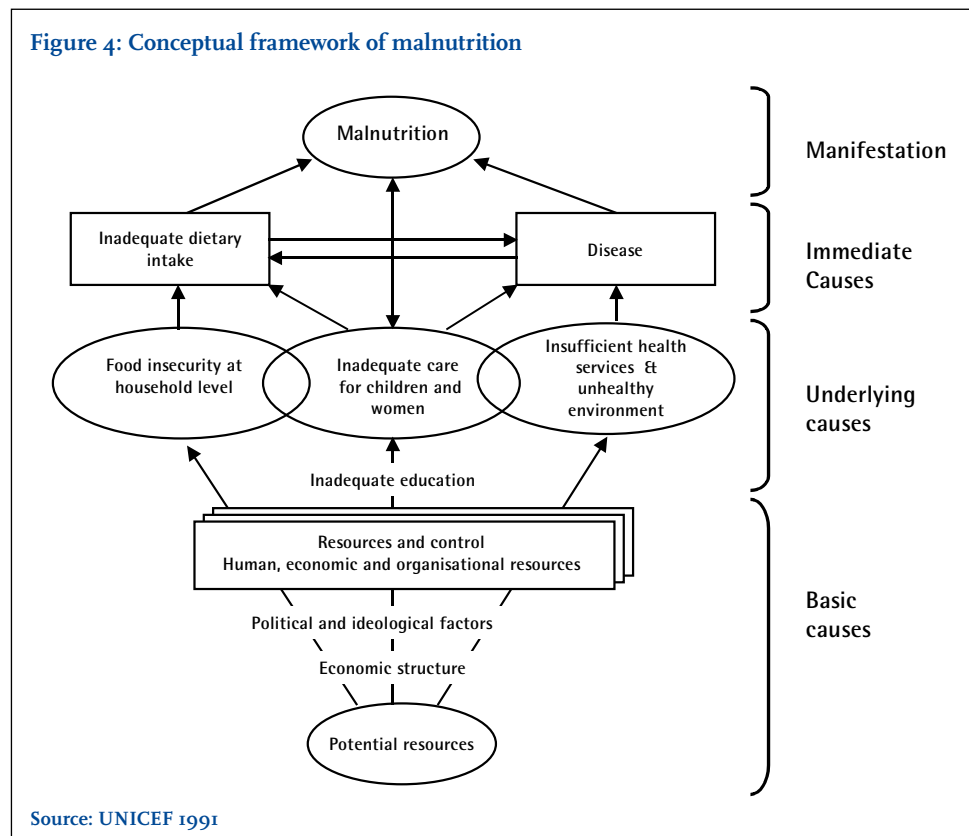 Figure 4: Conceptual framework of malnutrition
Malnutrition
Manifestation
Inadequate dietary
intake
Disease
Immediate
Causes
Food insecurity at
household level
Inadequate care
for children and
women
Insufficient health
services & 
unhealthy
environment
Underlying
causes
Inadequate education
Resources and control
Human, economic and organisational resources
Political and ideological factors
Economic structure
Basic
causes
Potential resources
Source: UNICEF 1991